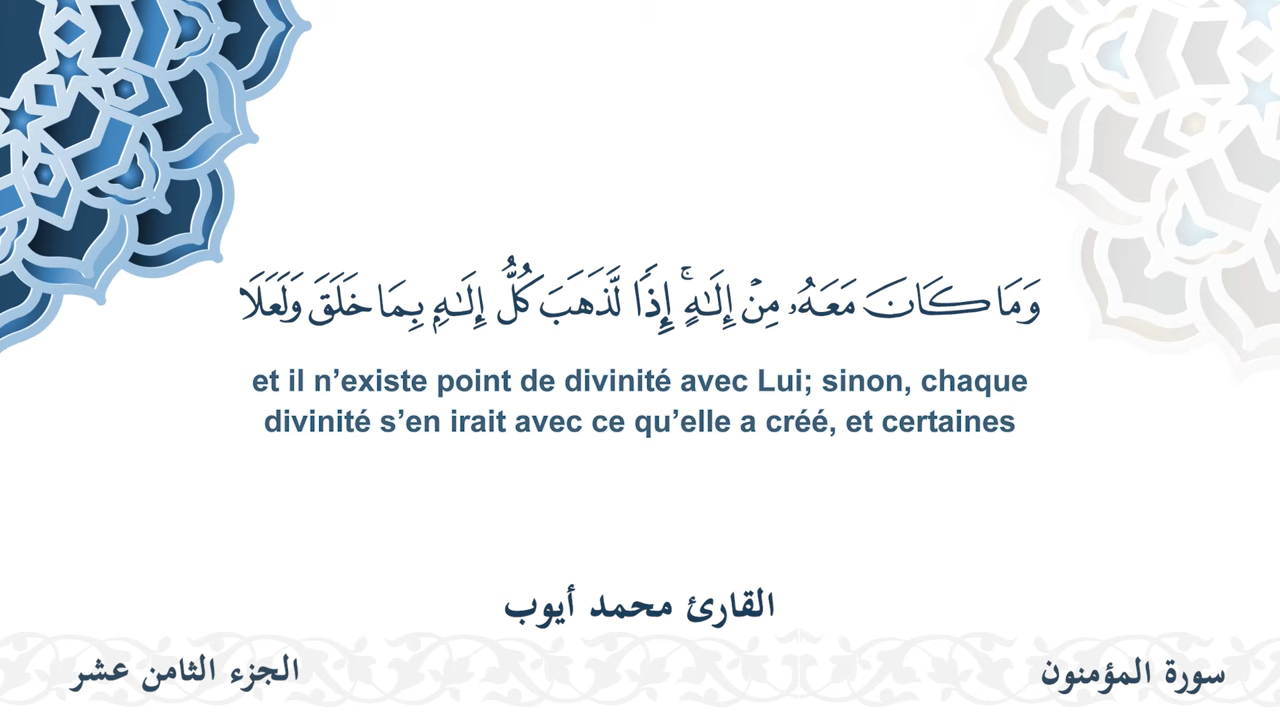 وَمَا كَانَ مَعَهُۥ مِنْ إِلَـٰهٍ ۚ إِذًا لَّذَهَبَ كُلُّ إِلَـٰهٍۭ بِمَا خَلَقَ وَلَعَلَا
et il n’existe point de divinité avec Lui; sinon, chaque
divinité s’en irait avec ce qu’elle a créé, et certaines
القارئ محمد أيوب
سورة المؤمنون
الجزء الثامن عشر